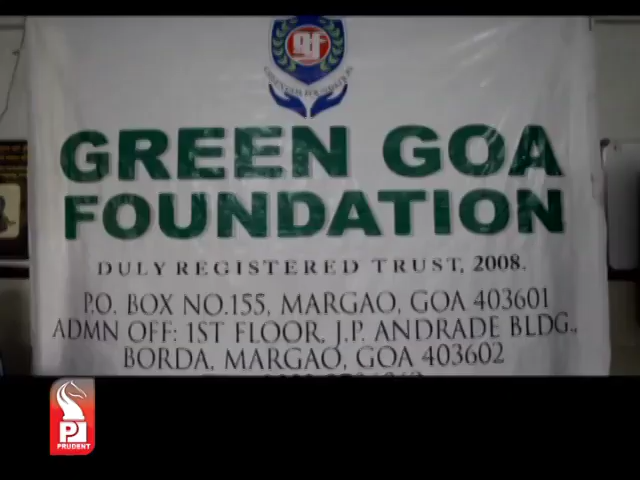 gf
GREEN GOA
FOUNDATION
DULY REGISTERED TRUST, 2008.
P.O. BOX NO.155, MARGAO, GOA 403601
ADMN OFF: 1ST FLOOR, J.P. ANDRADE BLDG.,
BORDA, MARGAO, GOA 403602
PRUDENT